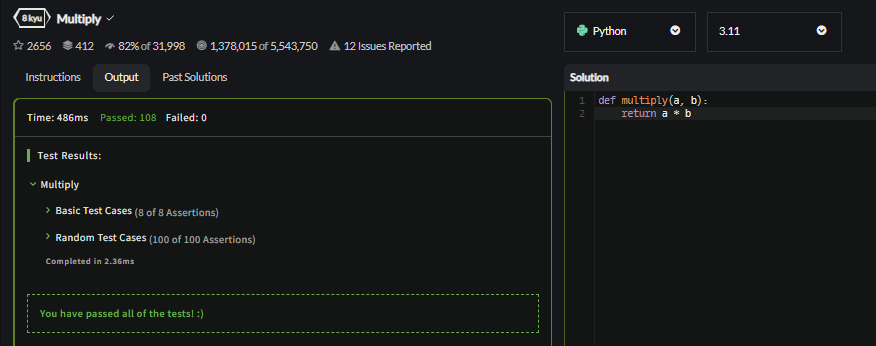 8 kyu Multiply
2656 412 82% of 31,998 1,378,015 of 5,543,750 12 Issues Reported
Instructions Output Past Solutions
Time: 486ms Passed: 108 Failed: 0
Test Results:
Multiply
Basic Test Cases (8 of 8 Assertions)
Random Test Cases (100 of 100 Assertions)
Completed in 2.36ms
You have passed all of the tests! :)
Python 3.11
Solution
1 def multiply(a, b):
2 return a * b